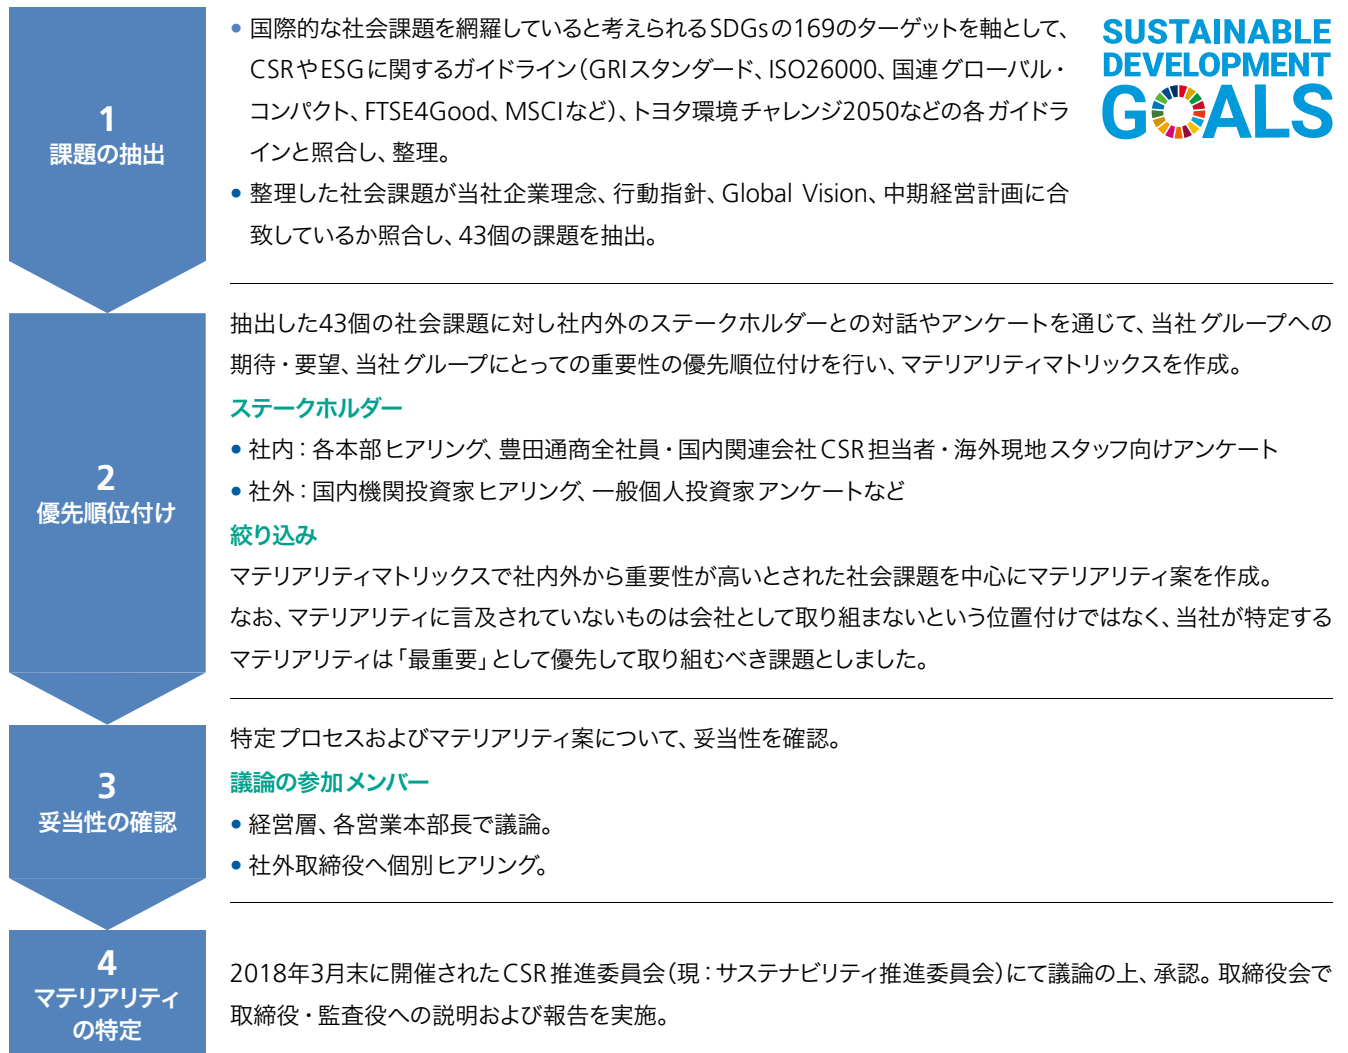 1
課題の抽出
● 国際的な社会課題を網羅していると考えられるSDGsの169のターゲットを軸として、
CSRやESGに関するガイドライン（GRIスタンダード、ISO26000、国連グローバル・
コンパクト、FTSE4Good、MSCIなど）、トヨタ環境チャレンジ2050などの各ガイドラ
インと照合し、整理。
● 整理した社会課題が当社企業理念、行動指針、Global Vision、中期経営計画に合
致しているか照合し、43個の課題を抽出。
SUSTAINABLE
DEVELOPMENT
GOALS
2
優先順位付け
抽出した43個の社会課題に対し社内外のステークホルダーとの対話やアンケートを通じて、当社グループへの
期待・要望、当社グループにとっての重要性の優先順位付けを行い、マテリアリティマトリックスを作成。
ステークホルダー
● 社内：各本部ヒアリング、豊田通商全社員・国内関連会社CSR担当者・海外現地スタッフ向けアンケート
● 社外：国内機関投資家ヒアリング、一般個人投資家アンケートなど
絞り込み
マテリアリティマトリックスで社内外から重要性が高いとされた社会課題を中心にマテリアリティ案を作成。
なお、マテリアリティに言及されていないものは会社として取り組まないという位置付けではなく、当社が特定する
マテリアリティは「最重要」として優先して取り組むべき課題としました。
3
妥当性の確認
特定プロセスおよびマテリアリティ案について、妥当性を確認。
議論の参加メンバー
● 経営層、各営業本部長で議論。
● 社外取締役へ個別ヒアリング。
4
マテリアリティ
の特定
2018年3月末に開催されたCSR推進委員会（現：サステナビリティ推進委員会）にて議論の上、承認。取締役会で
取締役・監査役への説明および報告を実施。